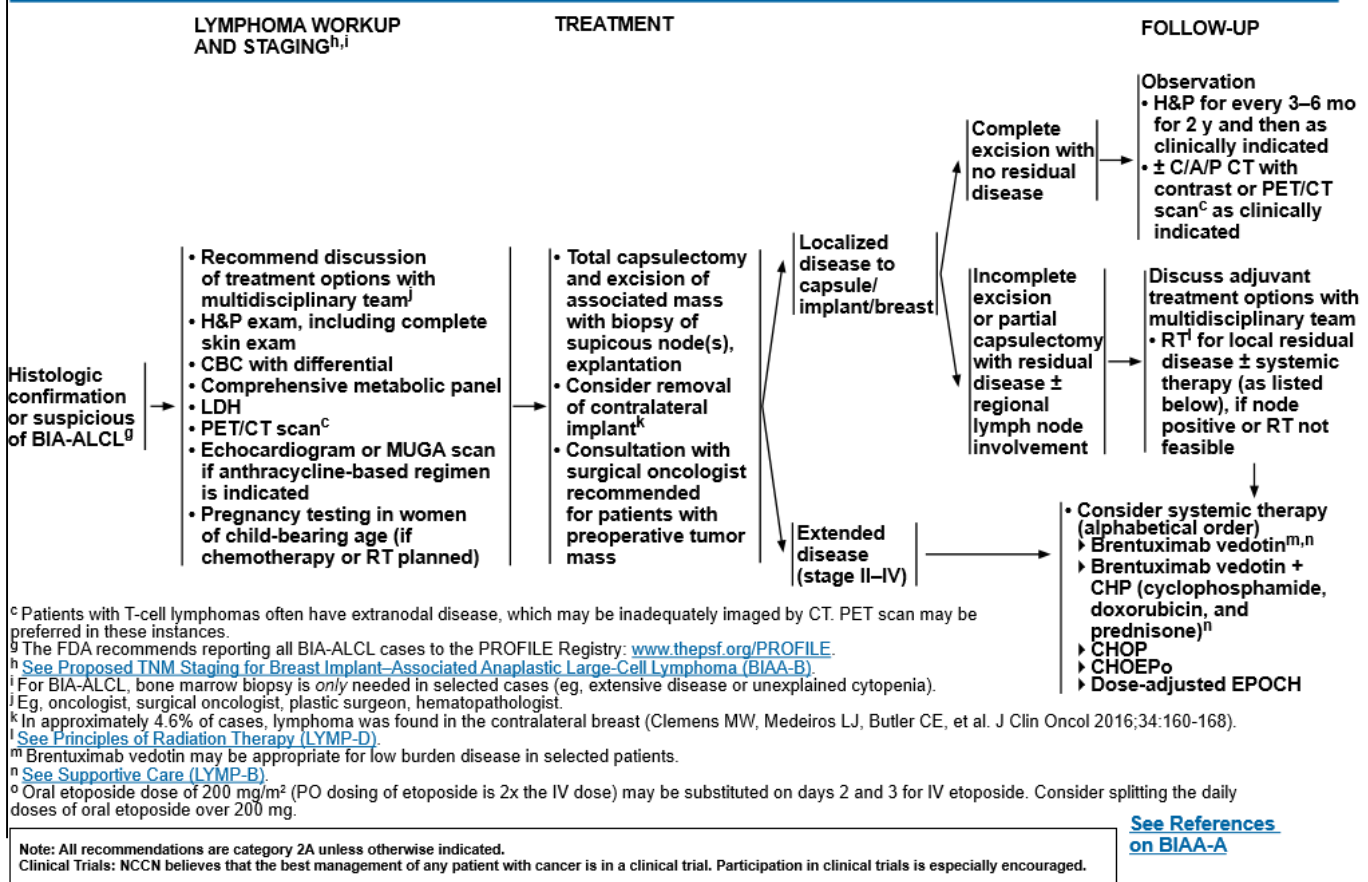 LYMPHOMA WORKUP
AND STAGINGh,i
TREATMENT
FOLLOW-UP
Histologic
confirmation
or suspicious
of BIA-ALCLg
• Recommend discussion
of treatment options with
multidisciplinary teamj
• H&P exam, including complete
skin exam
• CBC with differential
• Comprehensive metabolic panel
• LDH
• PET/CT scanc
• Echocardiogram or MUGA scan
if anthracycline-based regimen
is indicated
• Pregnancy testing in women
of child-bearing age (if
chemotherapy or RT planned)
• Total capsulectomy
and excision of
associated mass
with biopsy of
supicous node(s),
explantation
• Consider removal
of contralateral
implantk
• Consultation with
surgical oncologist
recommended
for patients with
preoperative tumor
mass
Localized
disease to
capsule/
implant/breast
Complete
excision with
no residual
disease
Observation
• H&P for every 3–6 mo
for 2 y and then as
clinically indicated
• ± C/A/P CT with
contrast or PET/CT
scanc as clinically
indicated
Incomplete
excision
or partial
capsulectomy
with residual
disease ±
regional
lymph node
involvement
Discuss adjuvant
treatment options with
multidisciplinary team
• RTl for local residual
disease ± systemic
therapy (as listed
below), if node
positive or RT not
feasible
Extended
disease
(stage II–IV)
• Consider systemic therapy
(alphabetical order)
▸ Brentuximab vedotinm,n
▸ Brentuximab vedotin +
CHP (cyclophosphamide,
doxorubicin, and
prednisone)n
▸ CHOP
▸ CHOEPo
▸ Dose-adjusted EPOCH
c Patients with T-cell lymphomas often have extranodal disease, which may be inadequately imaged by CT. PET scan may be
preferred in these instances.
g The FDA recommends reporting all BIA-ALCL cases to the PROFILE Registry: www.thepsf.org/PROFILE.
h See Proposed TNM Staging for Breast Implant–Associated Anaplastic Large-Cell Lymphoma (BIAA-B).
i For BIA-ALCL, bone marrow biopsy is only needed in selected cases (eg, extensive disease or unexplained cytopenia).
j Eg, oncologist, surgical oncologist, plastic surgeon, hematopathologist.
k In approximately 4.6% of cases, lymphoma was found in the contralateral breast (Clemens MW, Medeiros LJ, Butler CE, et al. J Clin Oncol 2016;34:160-168).
l See Principles of Radiation Therapy (LYMP-D).
m Brentuximab vedotin may be appropriate for low burden disease in selected patients.
n See Supportive Care (LYMP-B).
o Oral etoposide dose of 200 mg/m² (PO dosing of etoposide is 2x the IV dose) may be substituted on days 2 and 3 for IV etoposide. Consider splitting the daily
doses of oral etoposide over 200 mg.
See References
on BIAA-A
Note: All recommendations are category 2A unless otherwise indicated.
Clinical Trials: NCCN believes that the best management of any patient with cancer is in a clinical trial. Participation in clinical trials is especially encouraged.